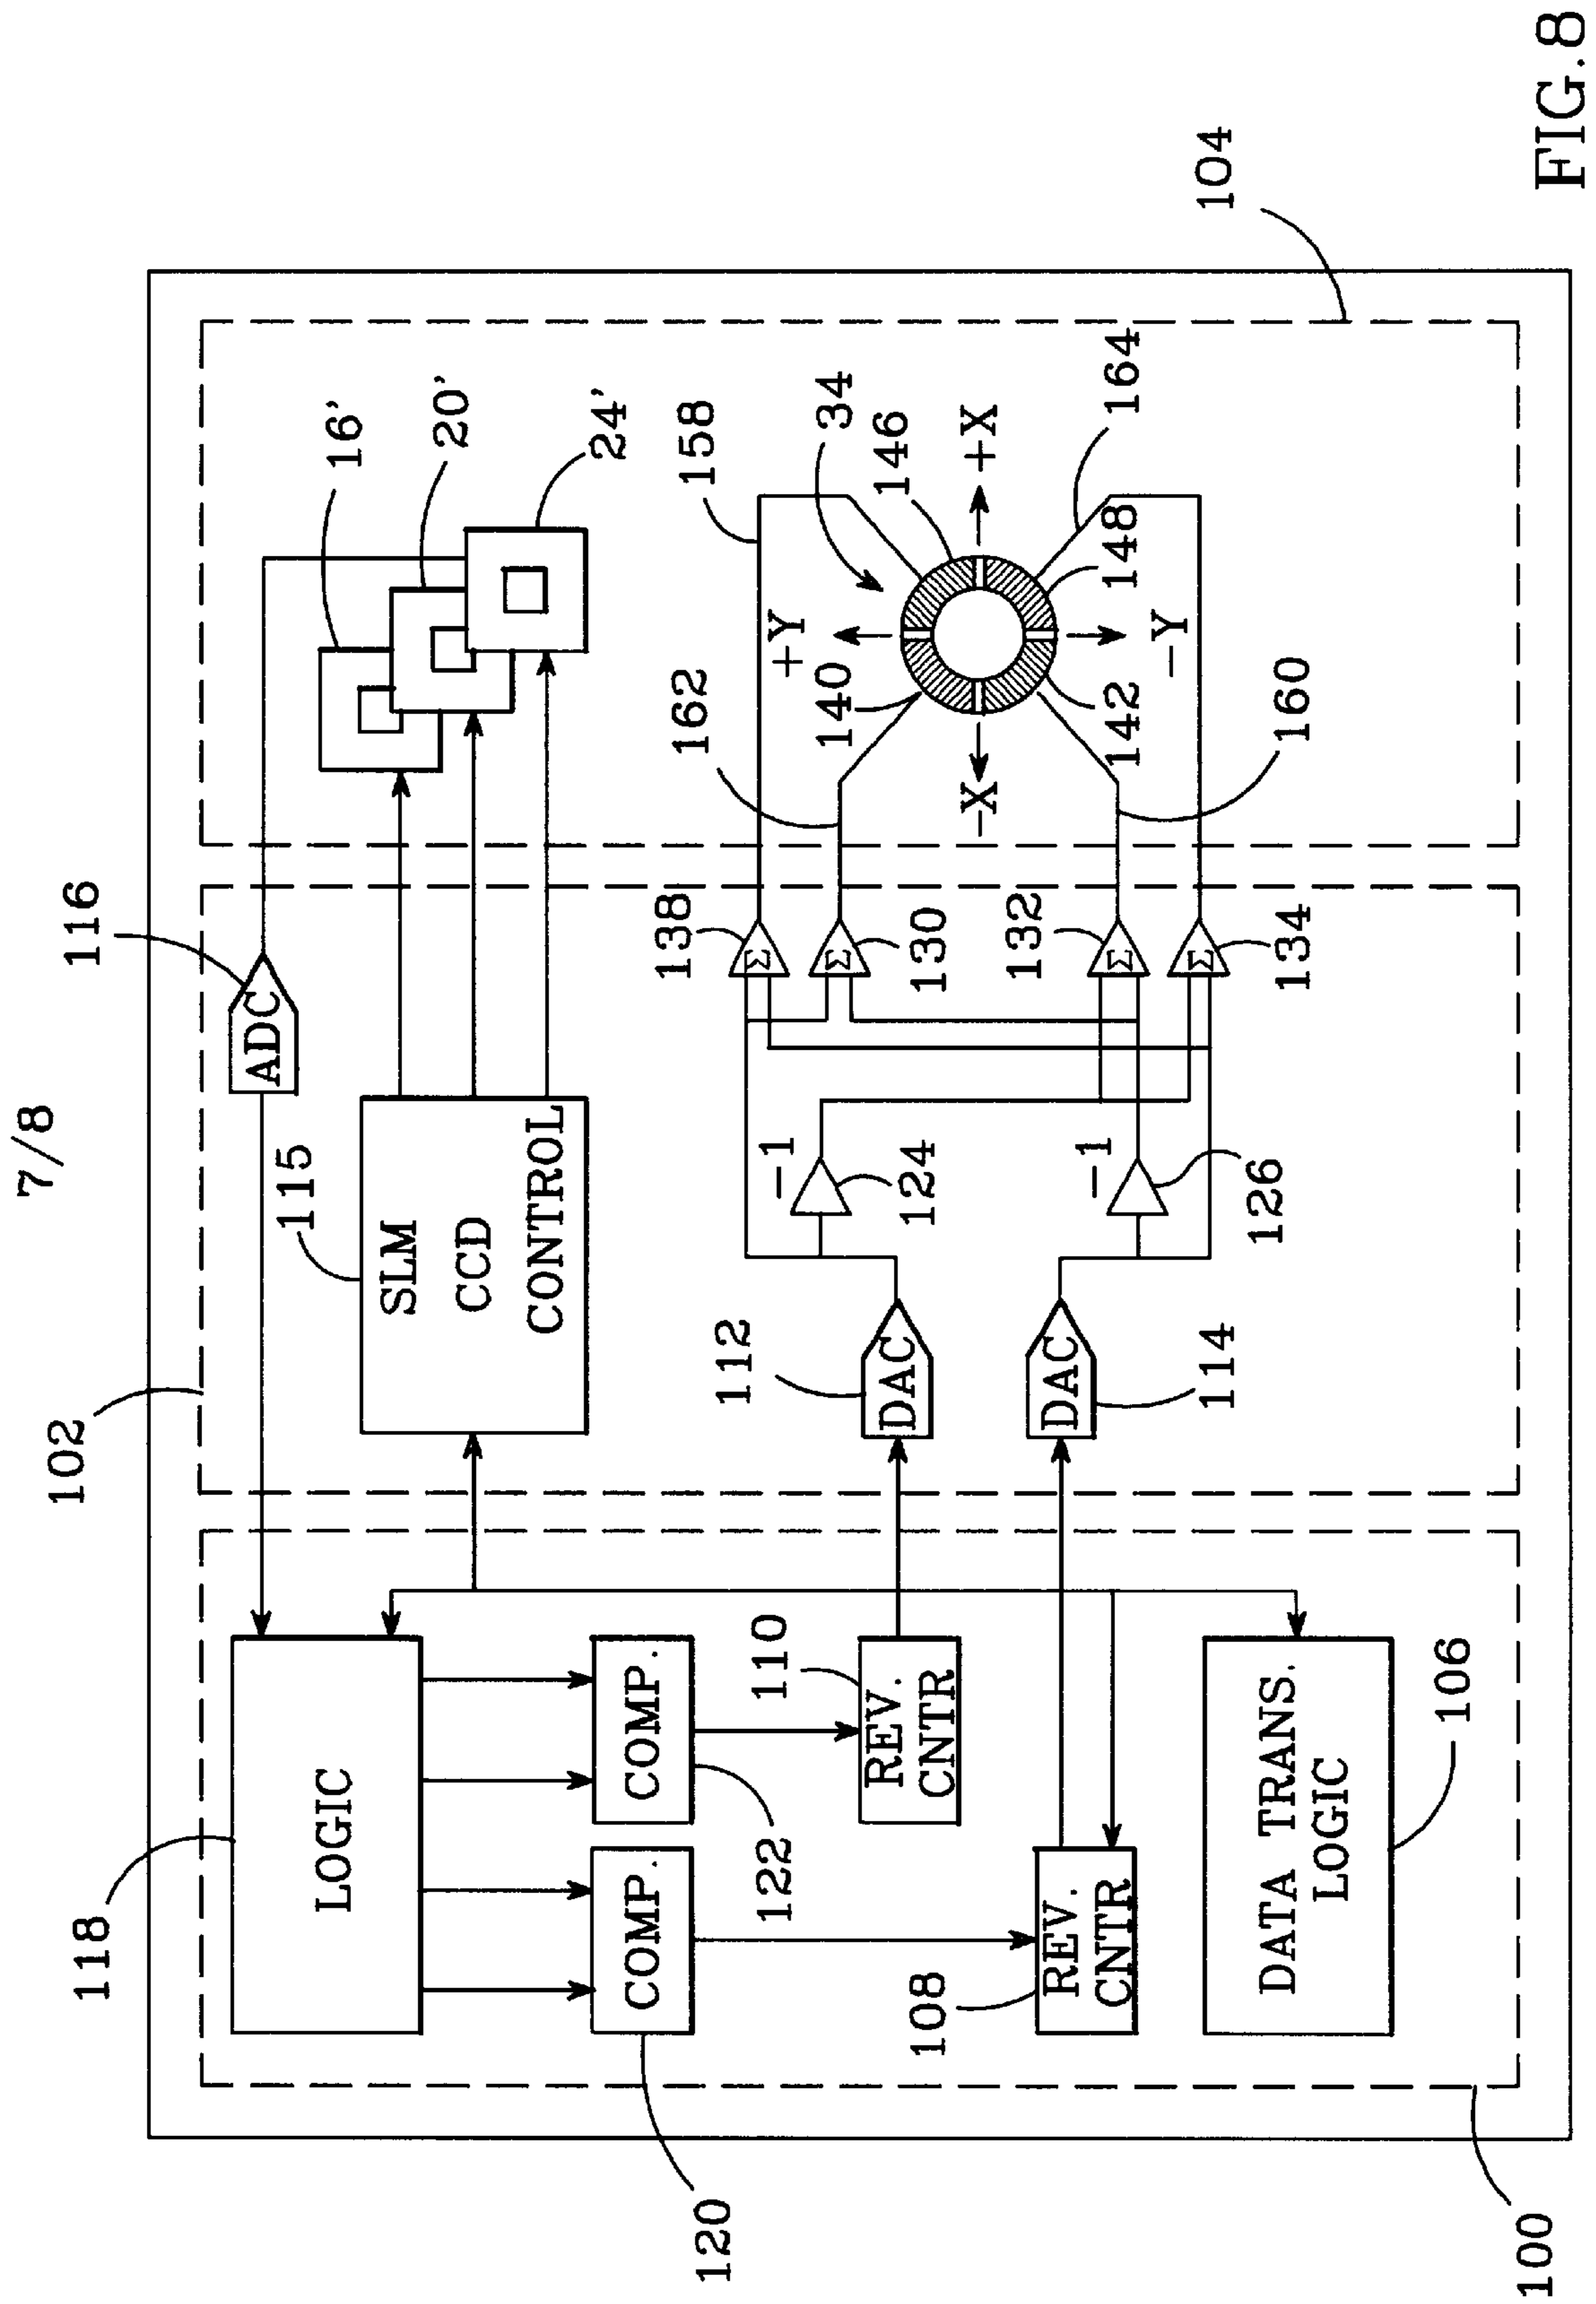 7/8
FIG.8
102
116
118
LOGIC
ADC
115
SLM
CCD
CONTROL
16'
20'
24'
COMP.
COMP.
120
122
110
REV.
CNTR
108
REV.
CNTR
112
DAC
114
DAC
-1
124
-1
126
138
Σ
130
Σ
132
Σ
134
Σ
158
162
34
146
+Y
140
-X
+X
142
148
-Y
160
164
104
DATA TRANS.
LOGIC
106
100